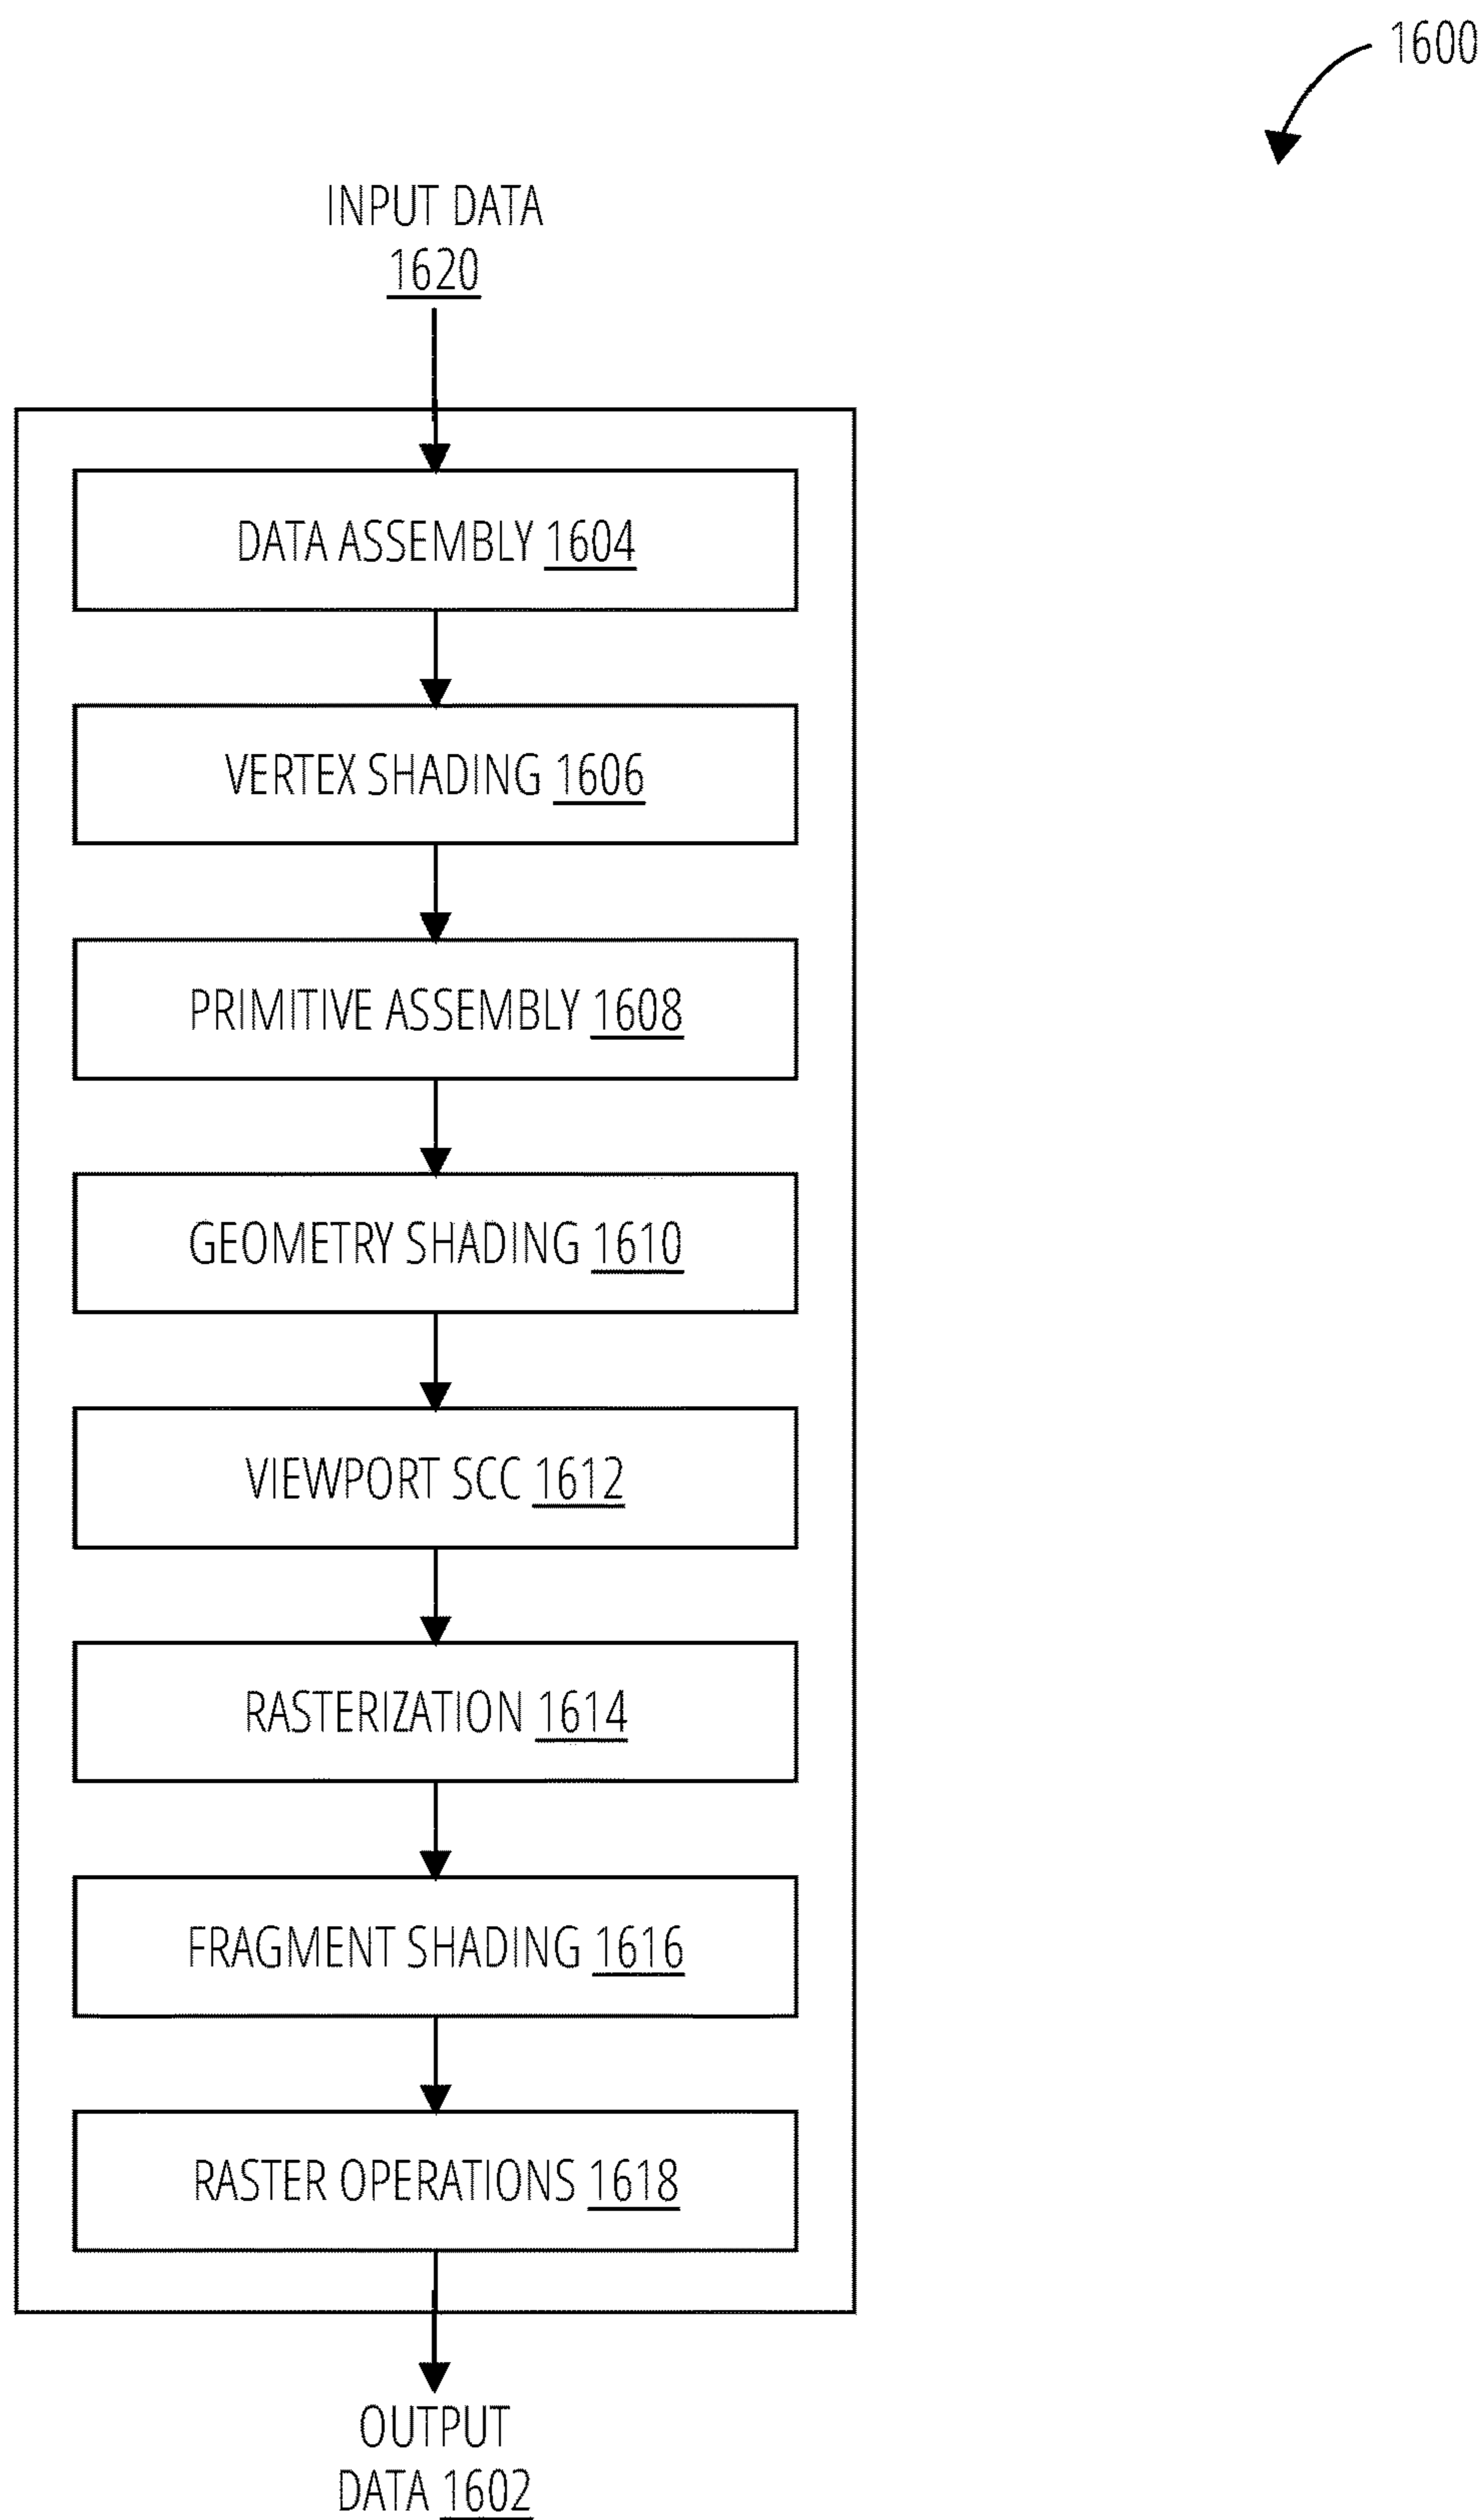 1600
INPUT DATA
1620
DATA ASSEMBLY 1604
VERTEX SHADING 1606
PRIMITIVE ASSEMBLY 1608
GEOMETRY SHADING 1610
VIEWPORT SCC 1612
RASTERIZATION 1614
FRAGMENT SHADING 1616
RASTER OPERATIONS 1618
OUTPUT
DATA 1602